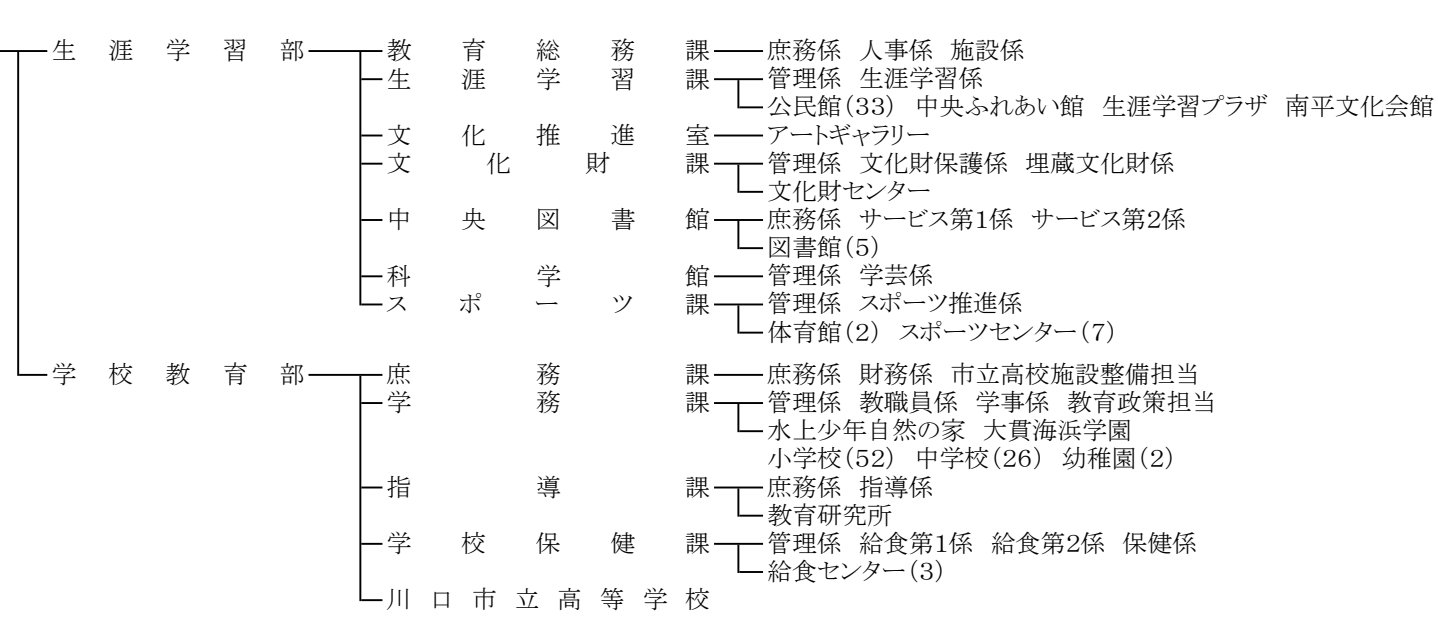 生涯学習部 教育総務課 庶務係 人事係 施設係
生涯学習課 管理係 生涯学習係
公民館(33) 中央ふれあい館 生涯学習プラザ 南平文化会館
文化推進室 アートギャラリー
文化財課 管理係 文化財保護係 埋蔵文化財係
文化財センター
中央図書館 庶務係 サービス第1係 サービス第2係
図書館(5)
科学館 管理係 学芸係
スポーツ課 管理係 スポーツ推進係
体育館(2) スポーツセンター(7)
学校教育部 庶務課 庶務係 財務係 市立高校施設整備担当
学務課 管理係 教職員係 学事係 教育政策担当
水上少年自然の家 大貫海浜学園
小学校(52) 中学校(26) 幼稚園(2)
指導課 庶務係 指導係
教育研究所
学校保健課 管理係 給食第1係 給食第2係 保健係
給食センター(3)
川口市立高等学校